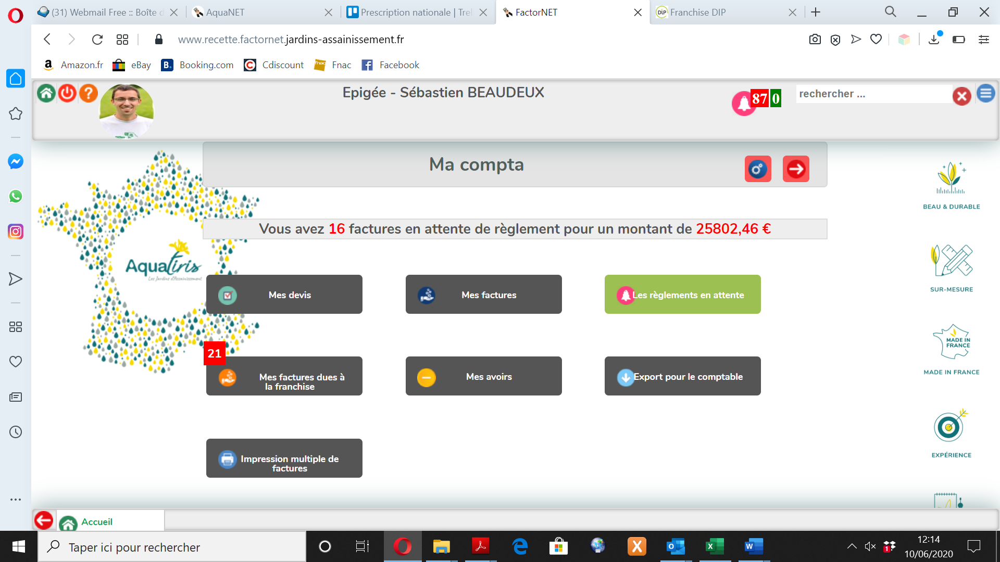 (31) Webmail Free :: Boîte d
AquaNET
Prescription nationale | Trel
FactorNET
Franchise DIP
www.recette.factornet.jardins-assainissement.fr
Amazon.fr
eBay
Booking.com
Cdiscount
Fnac
Facebook
Epigée - Sébastien BEAUDEUX
87 0
rechercher ...
Ma compta
Vous avez 16 factures en attente de règlement pour un montant de 25802,46 €
Aquatiris
Les Jardins d'Assainissement
Mes devis
Mes factures
Les règlements en attente
21
Mes factures dues à
la franchise
Mes avoirs
Export pour le comptable
Impression multiple de
factures
BEAU & DURABLE
SUR-MESURE
MADE IN
FRANCE
MADE IN FRANCE
EXPÉRIENCE
Accueil
Taper ici pour rechercher
12:14
10/06/2020